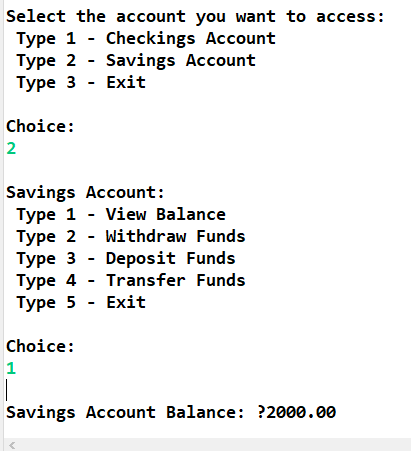 Select the account you want to access:
Type 1 - Checkings Account
Type 2 - Savings Account
Type 3 - Exit
Choice:
2
Savings Account:
Type 1 - View Balance
Type 2 - Withdraw Funds
Type 3 - Deposit Funds
Type 4 - Transfer Funds
Type 5 - Exit
Choice:
1
Savings Account Balance: ?2000.00